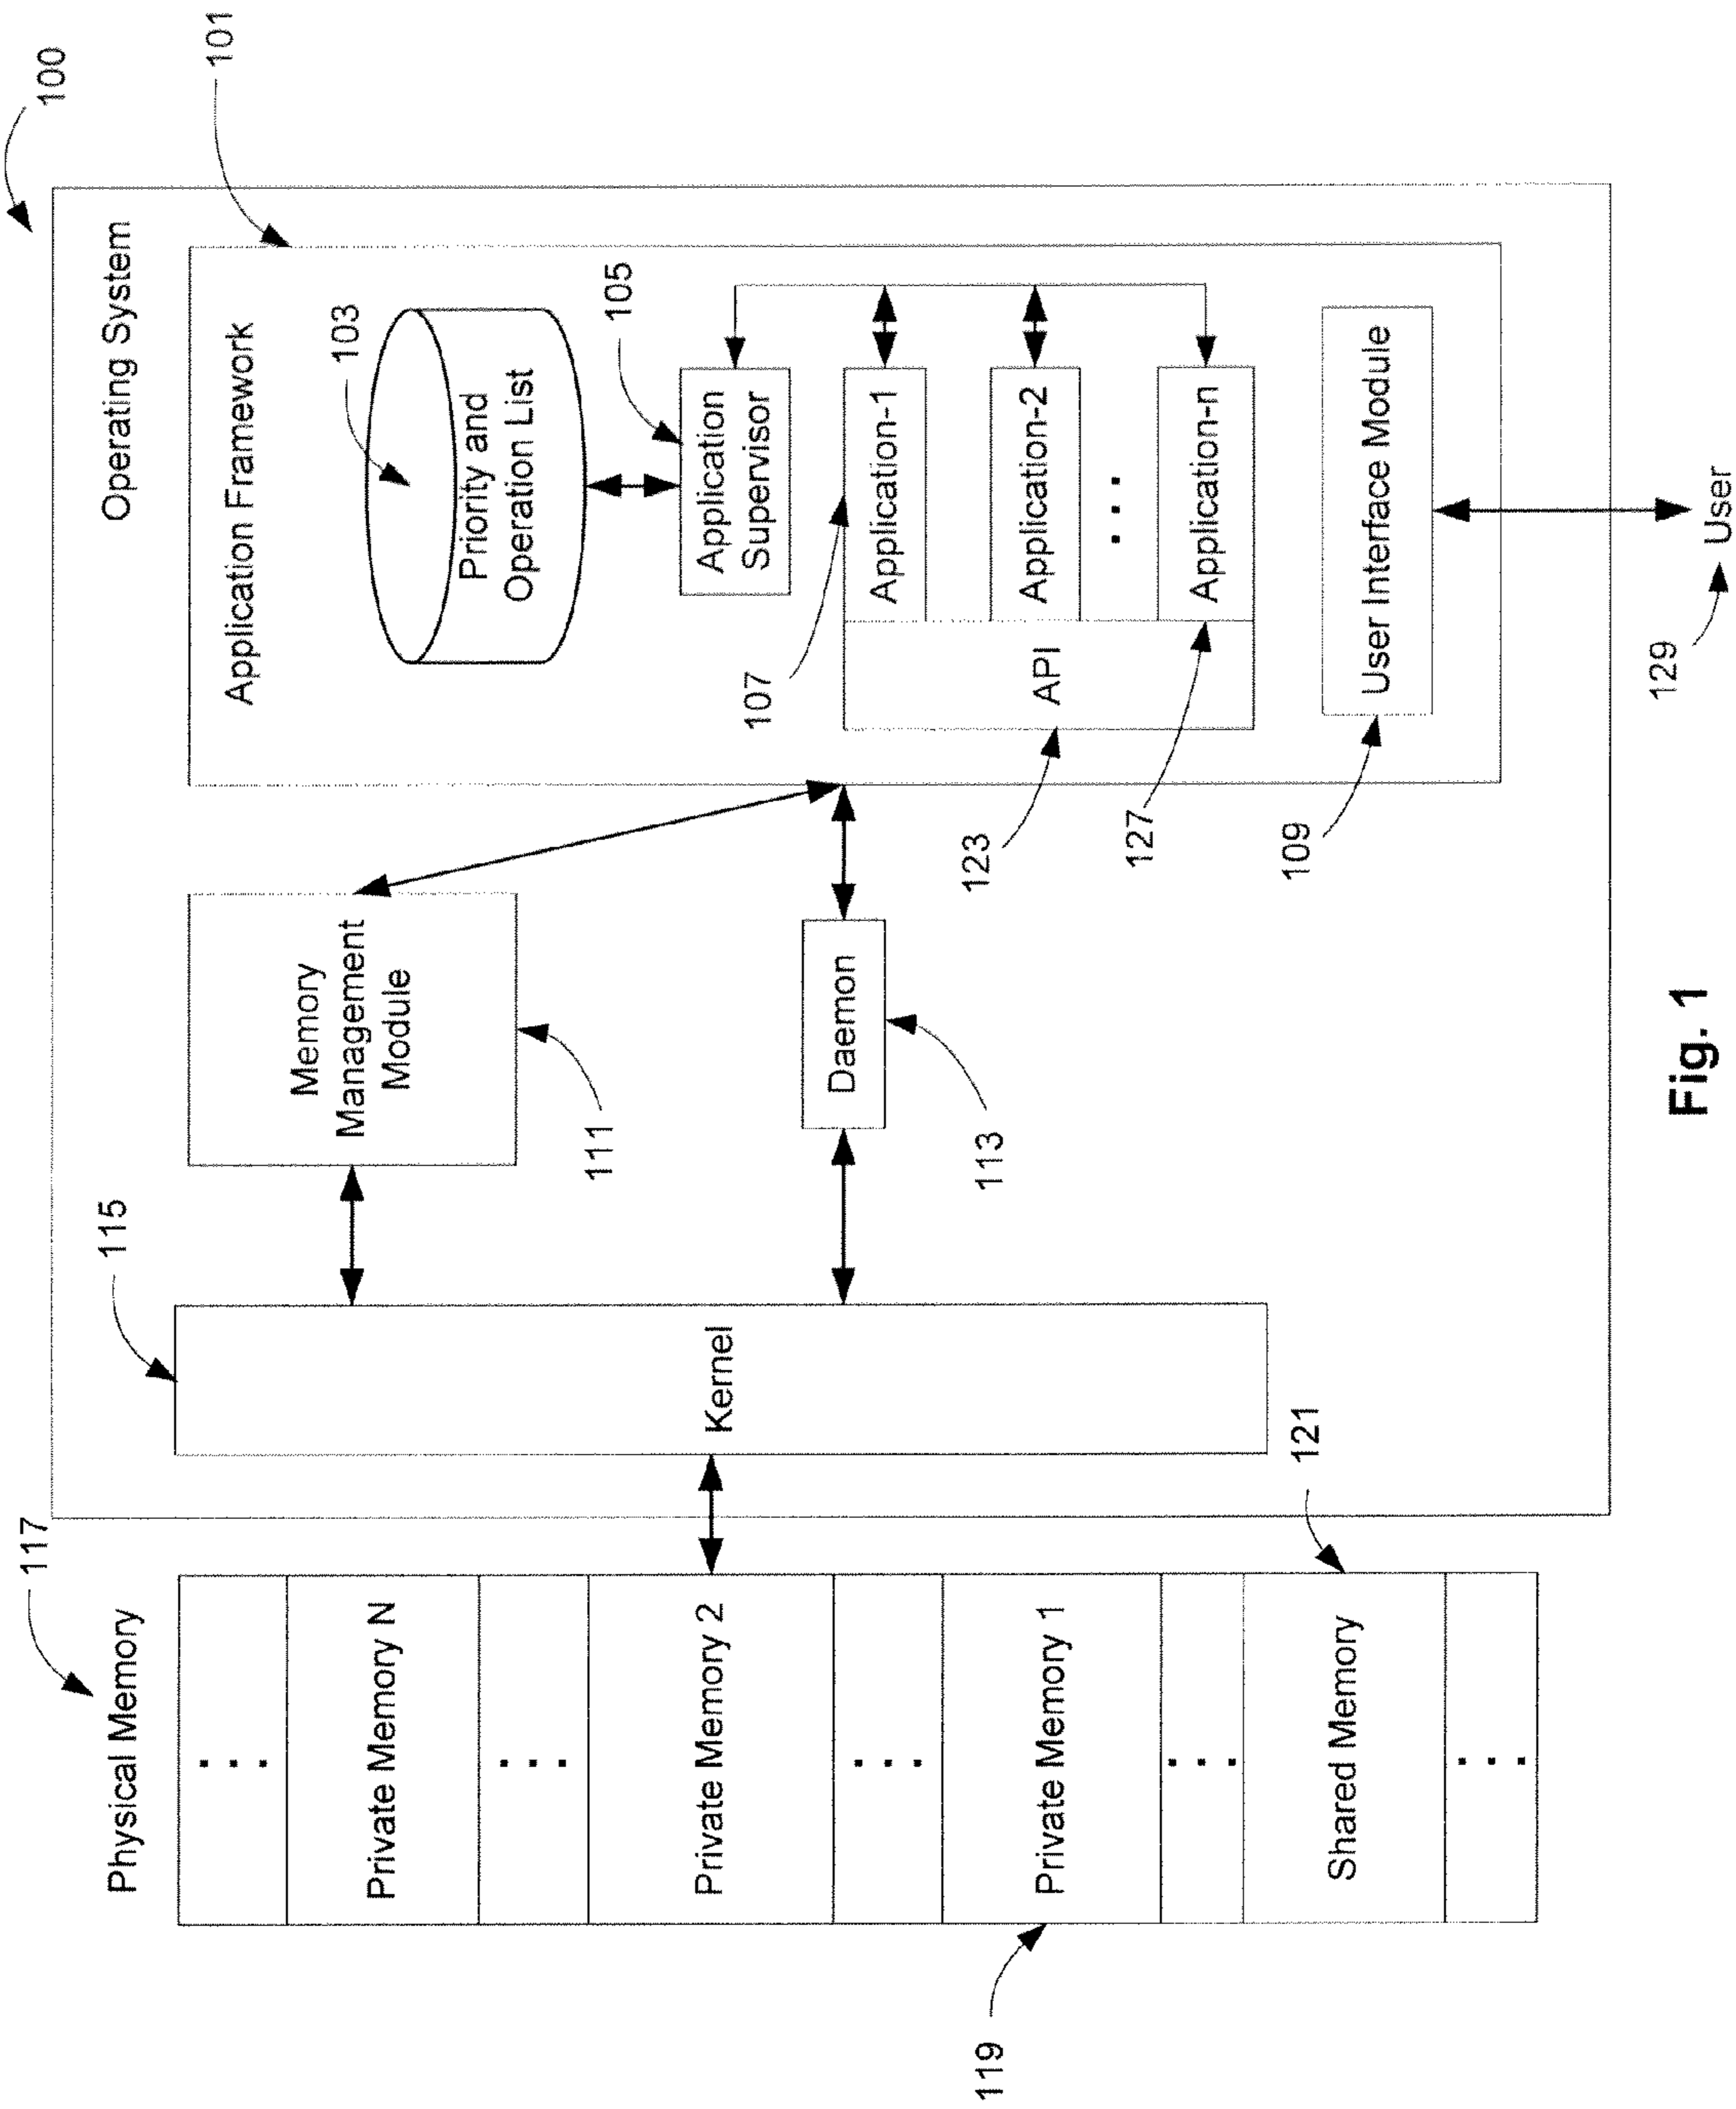 100
Operating System
101
Application Framework
103
Priority and
Operation List
105
Application
Supervisor
107
Application-1
Application-2
...
Application-n
API
123
127
User Interface Module
109
User
129
Memory
Management
Module
111
Daemon
113
115
Kernel
117
Physical Memory
...
Private Memory N
...
Private Memory 2
...
Private Memory 1
119
...
Shared Memory
121
...
Fig. 1